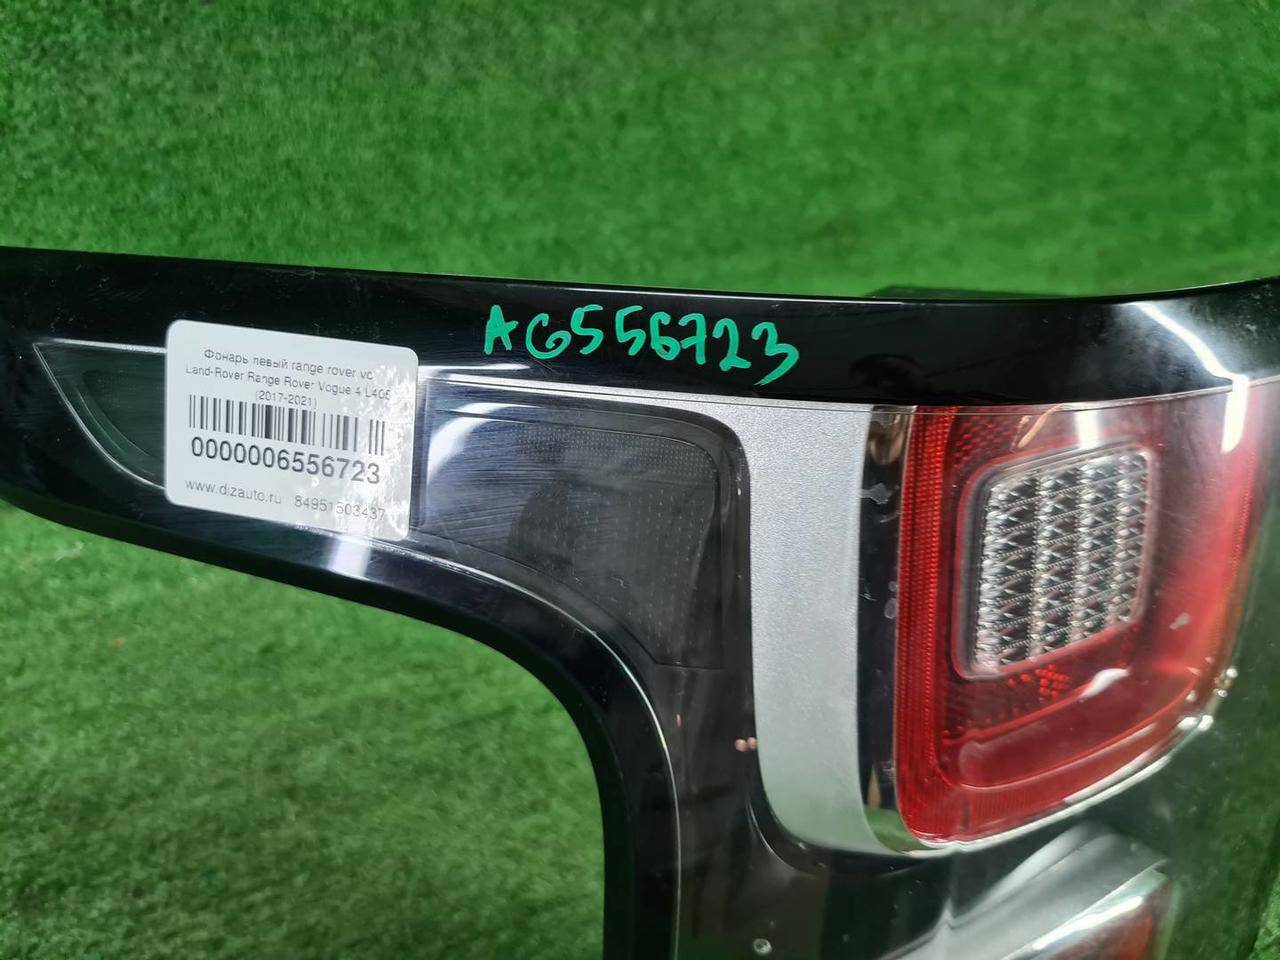 AG556723
Фонарь левый range rover vo
Land-Rover Range Rover Vogue 4 L405
(2017-2021)
0000006556723
www.dizauto.ru 84951503437